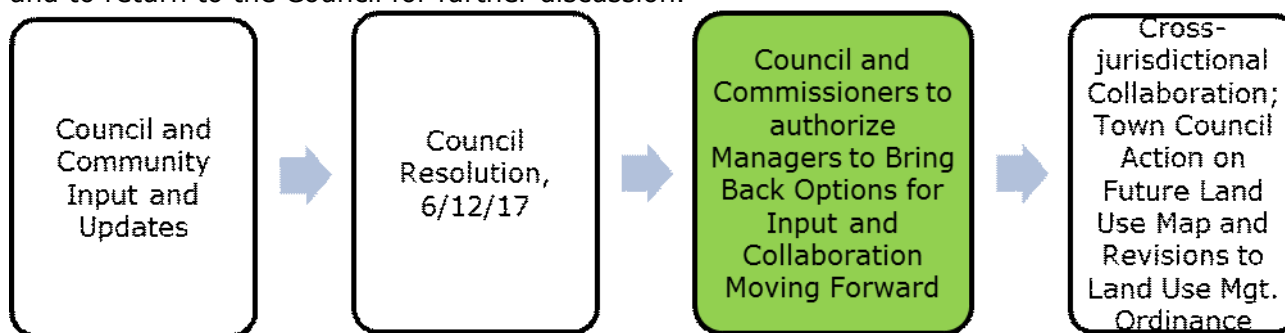 and to return to the Council for further discussion.
Council and
Community
Input and
Updates
Council
Resolution,
6/12/17
Council and
Commissioners to
authorize
Managers to Bring
Back Options for
Input and
Collaboration
Moving Forward
Cross-
jurisdictional
Collaboration;
Town Council
Action on
Future Land
Use Map and
Revisions to
Land Use Mgt.
Ordinance